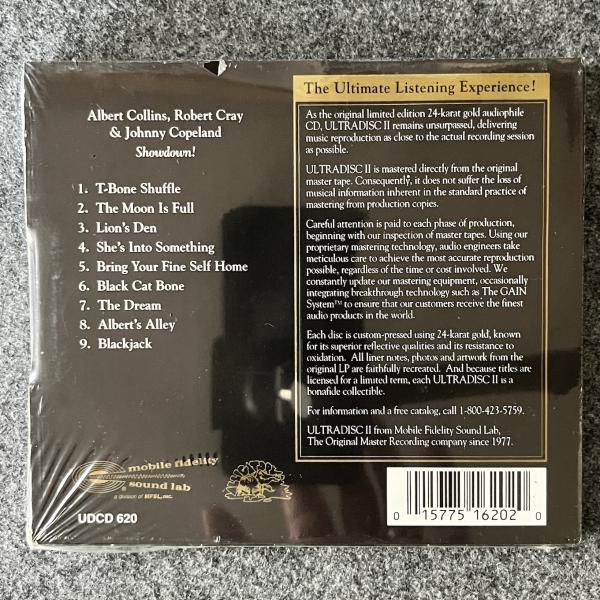 Albert Collins, Robert Cray
& Johnny Copeland
Showdown!
1. T-Bone Shuffle
2. The Moon Is Full
3. Lion's Den
4. She's Into Something
5. Bring Your Fine Self Home
6. Black Cat Bone
7. The Dream
8. Albert's Alley
9. Blackjack
mobile fidelity
sound lab
a division of MFSL, inc.
UDCD 620
The Ultimate Listening Experience!
As the original limited edition 24-karat gold audiophile
CD, ULTRADISC II remains unsurpassed, delivering
music reproduction as close to the actual recording session
as possible.
ULTRADISC II is mastered directly from the original
master tape. Consequently, it does not suffer the loss of
musical information inherent in the standard practice of
mastering from production copies.
Careful attention is paid to each phase of production,
beginning with our inspection of master tapes. Using our
proprietary mastering technology, audio engineers take
meticulous care to achieve the most accurate reproduction
possible, regardless of the time or cost involved. We
constantly update our mastering equipment, occasionally
integrating breakthrough technology such as The GAIN
System™ to ensure that our customers receive the finest
audio products in the world.
Each disc is custom-pressed using 24-karat gold, known
for its superior reflective qualities and its resistance to
oxidation. All liner notes, photos and artwork from the
original LP are faithfully recreated. And because titles are
licensed for a limited term, each ULTRADISC II is a
bonafide collectible.
For information and a free catalog, call 1-800-423-5759.
ULTRADISC II from Mobile Fidelity Sound Lab,
The Original Master Recording company since 1977.
0 15775 16202 0